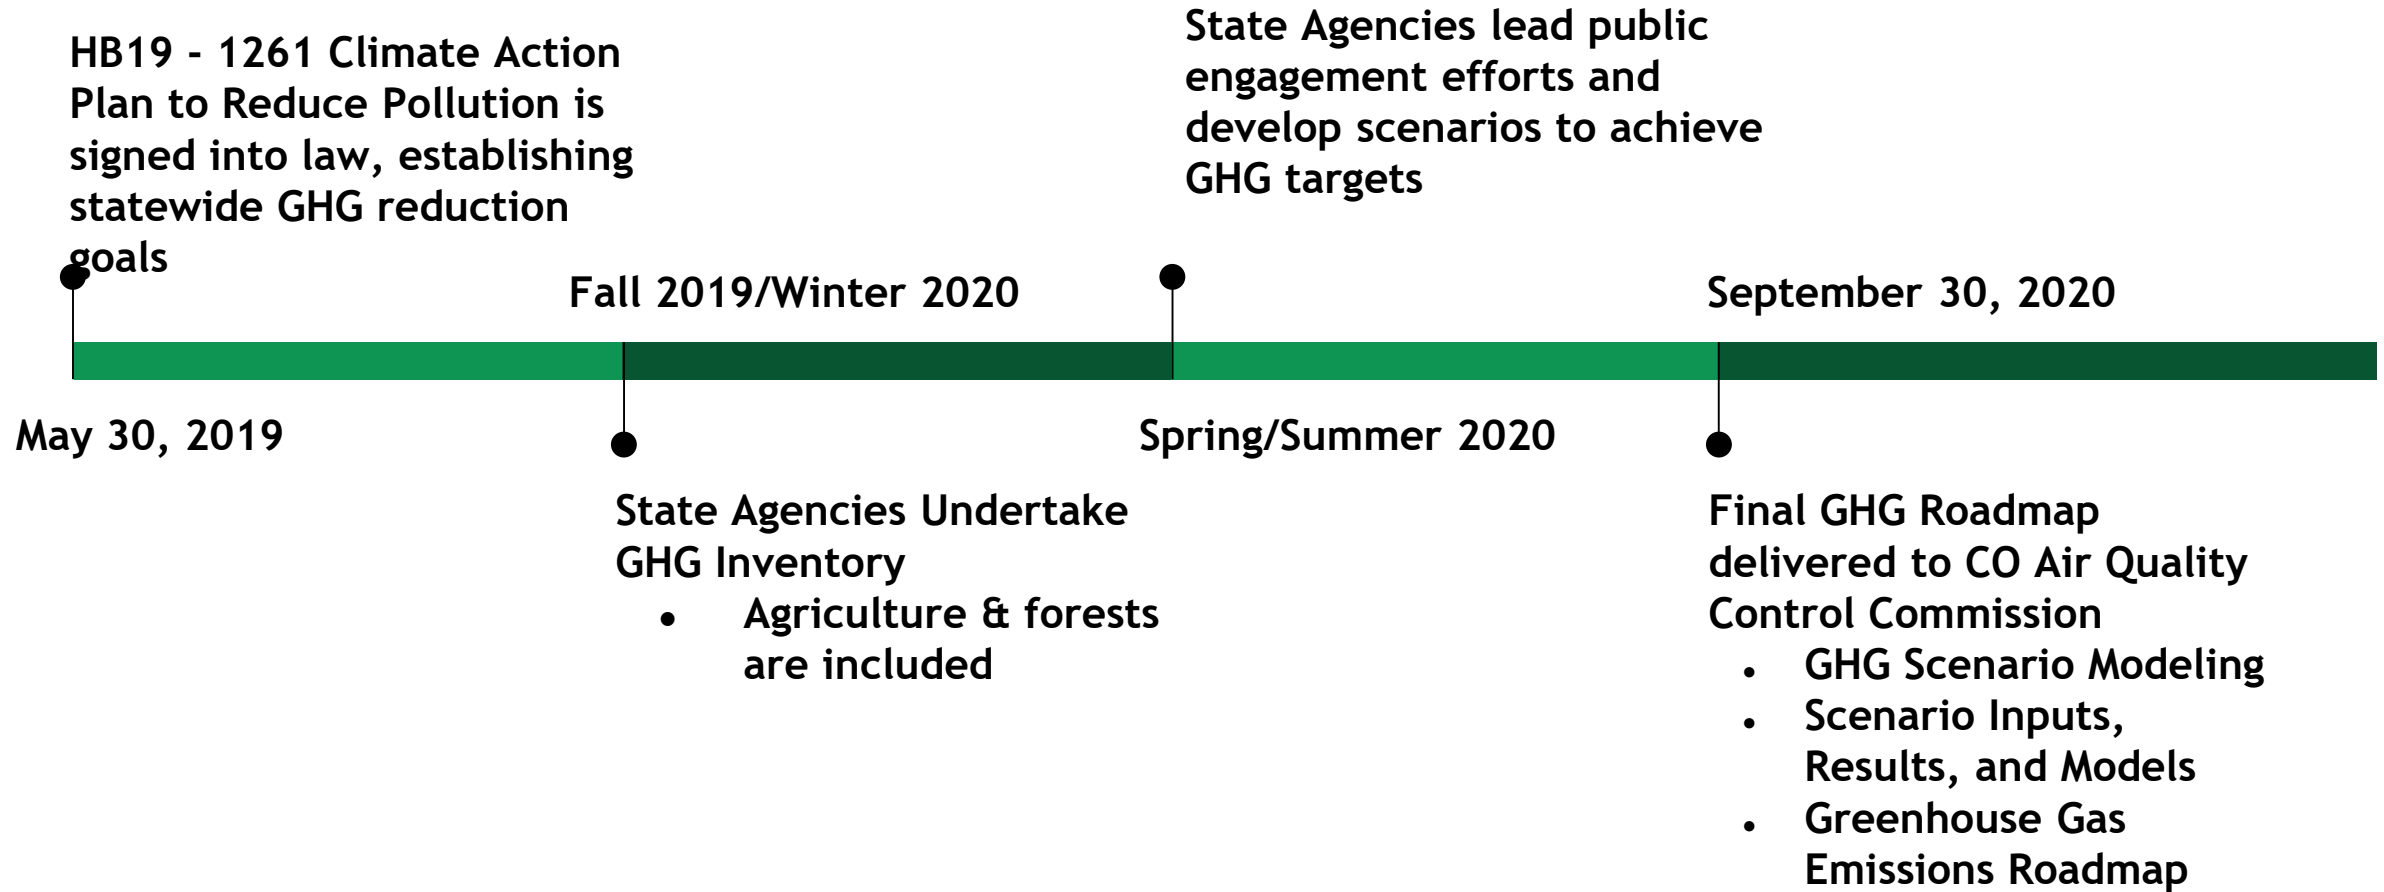 HB19 - 1261 Climate Action
Plan to Reduce Pollution is
signed into law, establishing
statewide GHG reduction
goals
May 30, 2019
Fall 2019/Winter 2020
State Agencies Undertake
GHG Inventory
● Agriculture & forests
are included
State Agencies lead public
engagement efforts and
develop scenarios to achieve
GHG targets
Spring/Summer 2020
September 30, 2020
Final GHG Roadmap
delivered to CO Air Quality
Control Commission
● GHG Scenario Modeling
● Scenario Inputs,
Results, and Models
● Greenhouse Gas
Emissions Roadmap